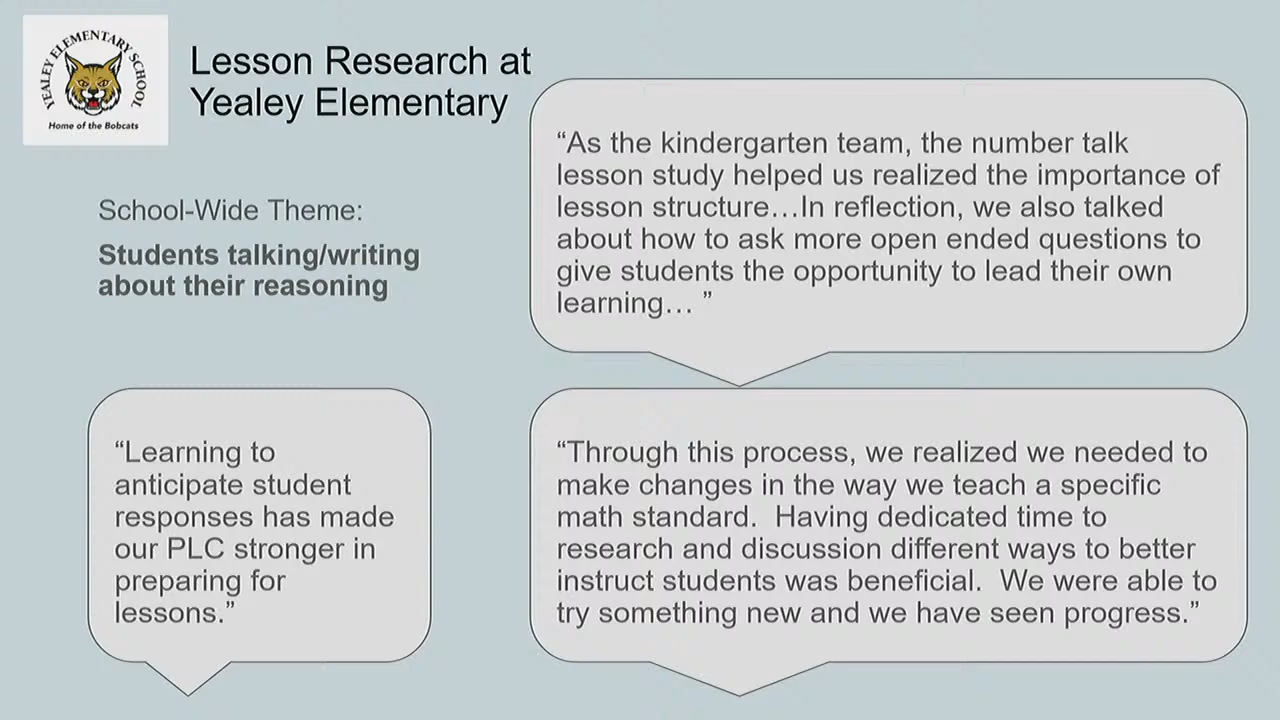 YEALEY ELEMENTARY SCHOOL
Home of the Bobcats
Lesson Research at
Yealey Elementary
School-Wide Theme:
Students talking/writing
about their reasoning
“As the kindergarten team, the number talk
lesson study helped us realized the importance of
lesson structure…In reflection, we also talked
about how to ask more open ended questions to
give students the opportunity to lead their own
learning… ”
“Learning to
anticipate student
responses has made
our PLC stronger in
preparing for
lessons.”
“Through this process, we realized we needed to
make changes in the way we teach a specific
math standard.  Having dedicated time to
research and discussion different ways to better
instruct students was beneficial.  We were able to
try something new and we have seen progress.”